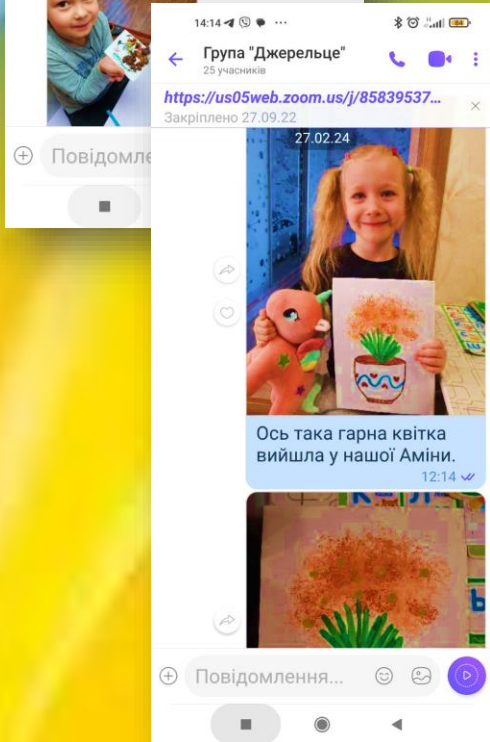 Повідомле
14:14
84
Група "Джерельце"
25 учасників
https://us05web.zoom.us/j/85839537...
Закріплено 27.09.22
27.02.24
Ось така гарна квітка
вийшла у нашої Аміни.
12:14
Повідомлення...